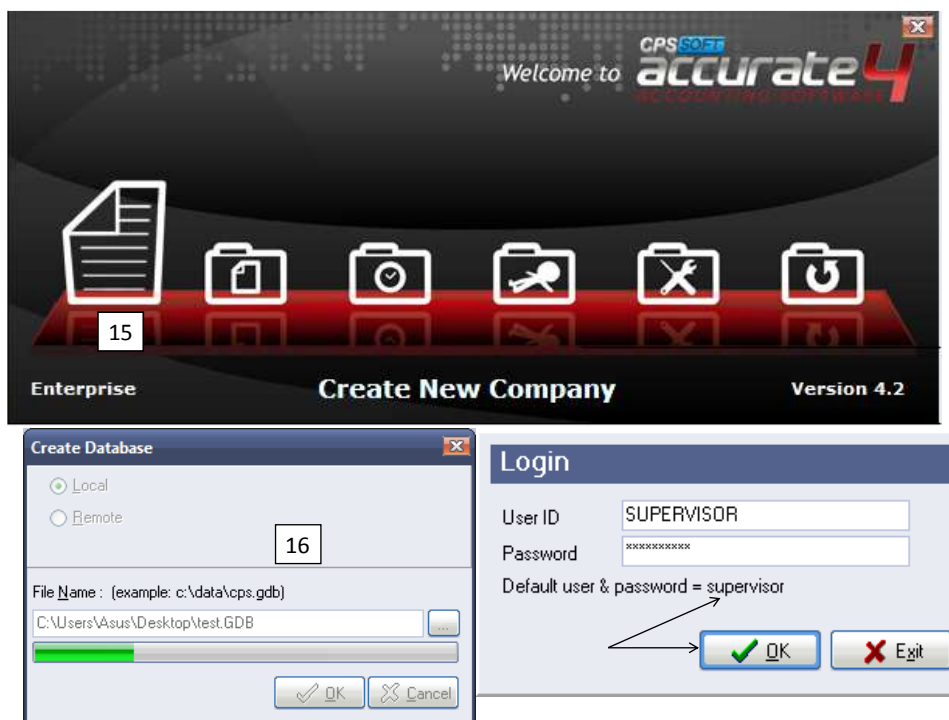 Welcome to
CPSSOFT
accurate 4
ACCOUNTING SOFTWARE
15
Enterprise
Create New Company
Version 4.2
Create Database
Local
Remote
16
File Name : (example: c:\data\cps.gdb)
C:\Users\Asus\Desktop\test.GDB
...
OK
Cancel
Login
User ID
SUPERVISOR
Password
××××××××××
Default user & password = supervisor
OK
Exit